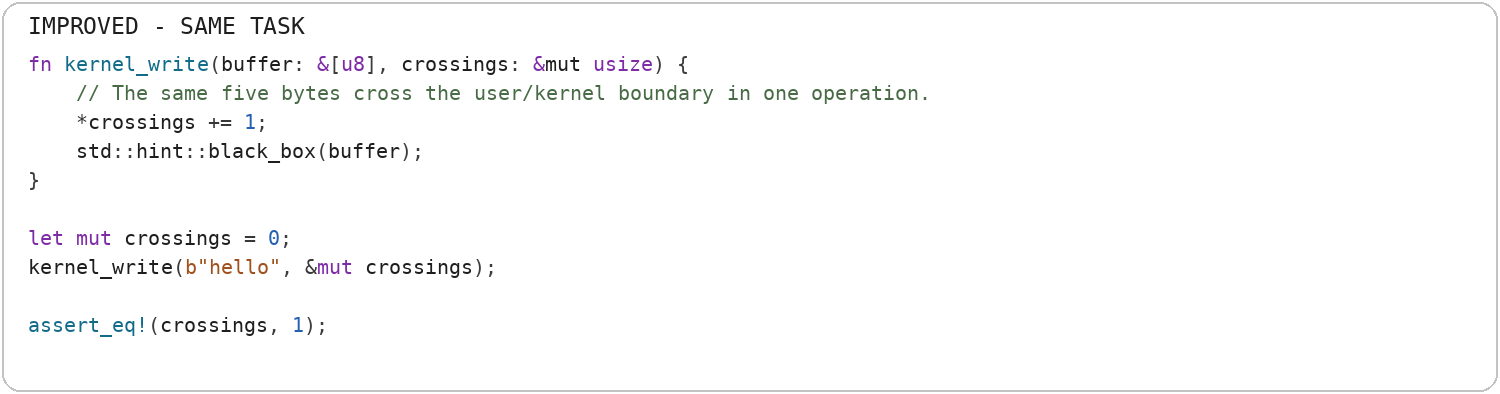 IMPROVED - SAME TASK
fn kernel_write(buffer: &[u8], crossings: &mut usize) {
    // The same five bytes cross the user/kernel boundary in one operation.
    *crossings += 1;
    std::hint::black_box(buffer);
}
let mut crossings = 0;
kernel_write(b"hello", &mut crossings);
assert_eq!(crossings, 1);